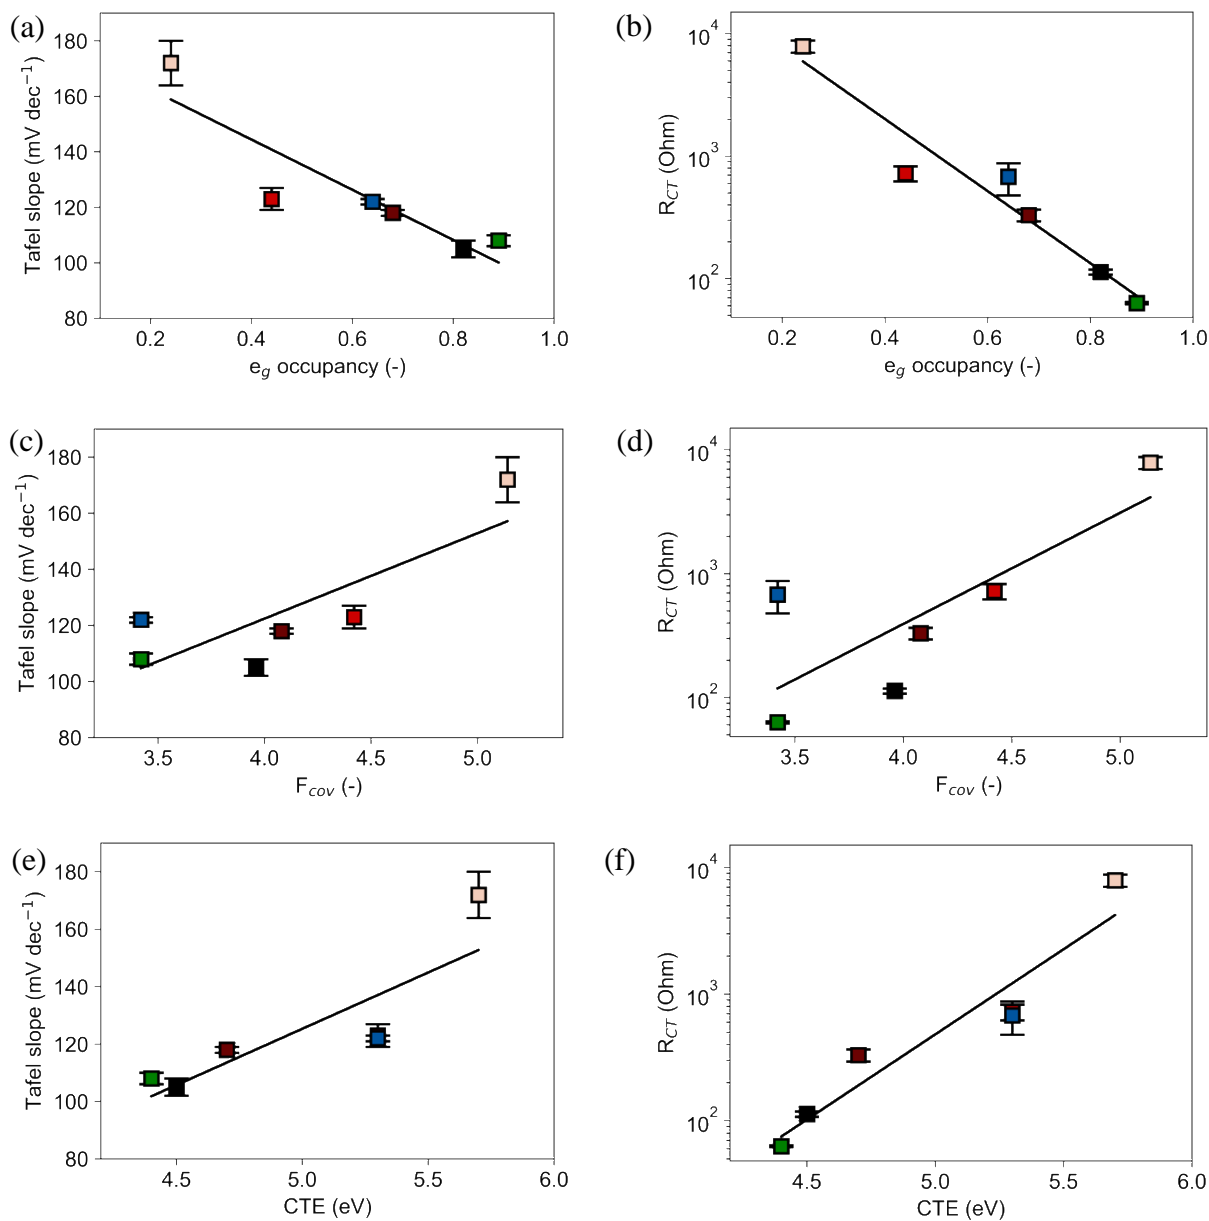 (a)
180
160
140
120
100
80
Tafel slope (mV dec⁻¹)
0.2 0.4 0.6 0.8 1.0
e_g occupancy (-)
(b)
10⁴
10³
10²
R_CT (Ohm)
0.2 0.4 0.6 0.8 1.0
e_g occupancy (-)
(c)
180
160
140
120
100
80
Tafel slope (mV dec⁻¹)
3.5 4.0 4.5 5.0
F_cov (-)
(d)
10⁴
10³
10²
R_CT (Ohm)
3.5 4.0 4.5 5.0
F_cov (-)
(e)
180
160
140
120
100
80
Tafel slope (mV dec⁻¹)
4.5 5.0 5.5 6.0
CTE (eV)
(f)
10⁴
10³
10²
R_CT (Ohm)
4.5 5.0 5.5 6.0
CTE (eV)